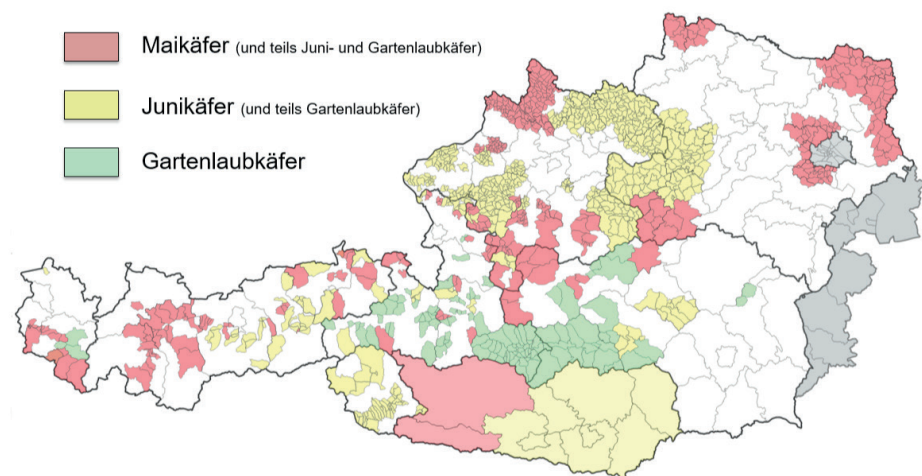 Maikäfer (und teils Juni- und Gartenlaubkäfer)
Junikäfer (und teils Gartenlaubkäfer)
Gartenlaubkäfer